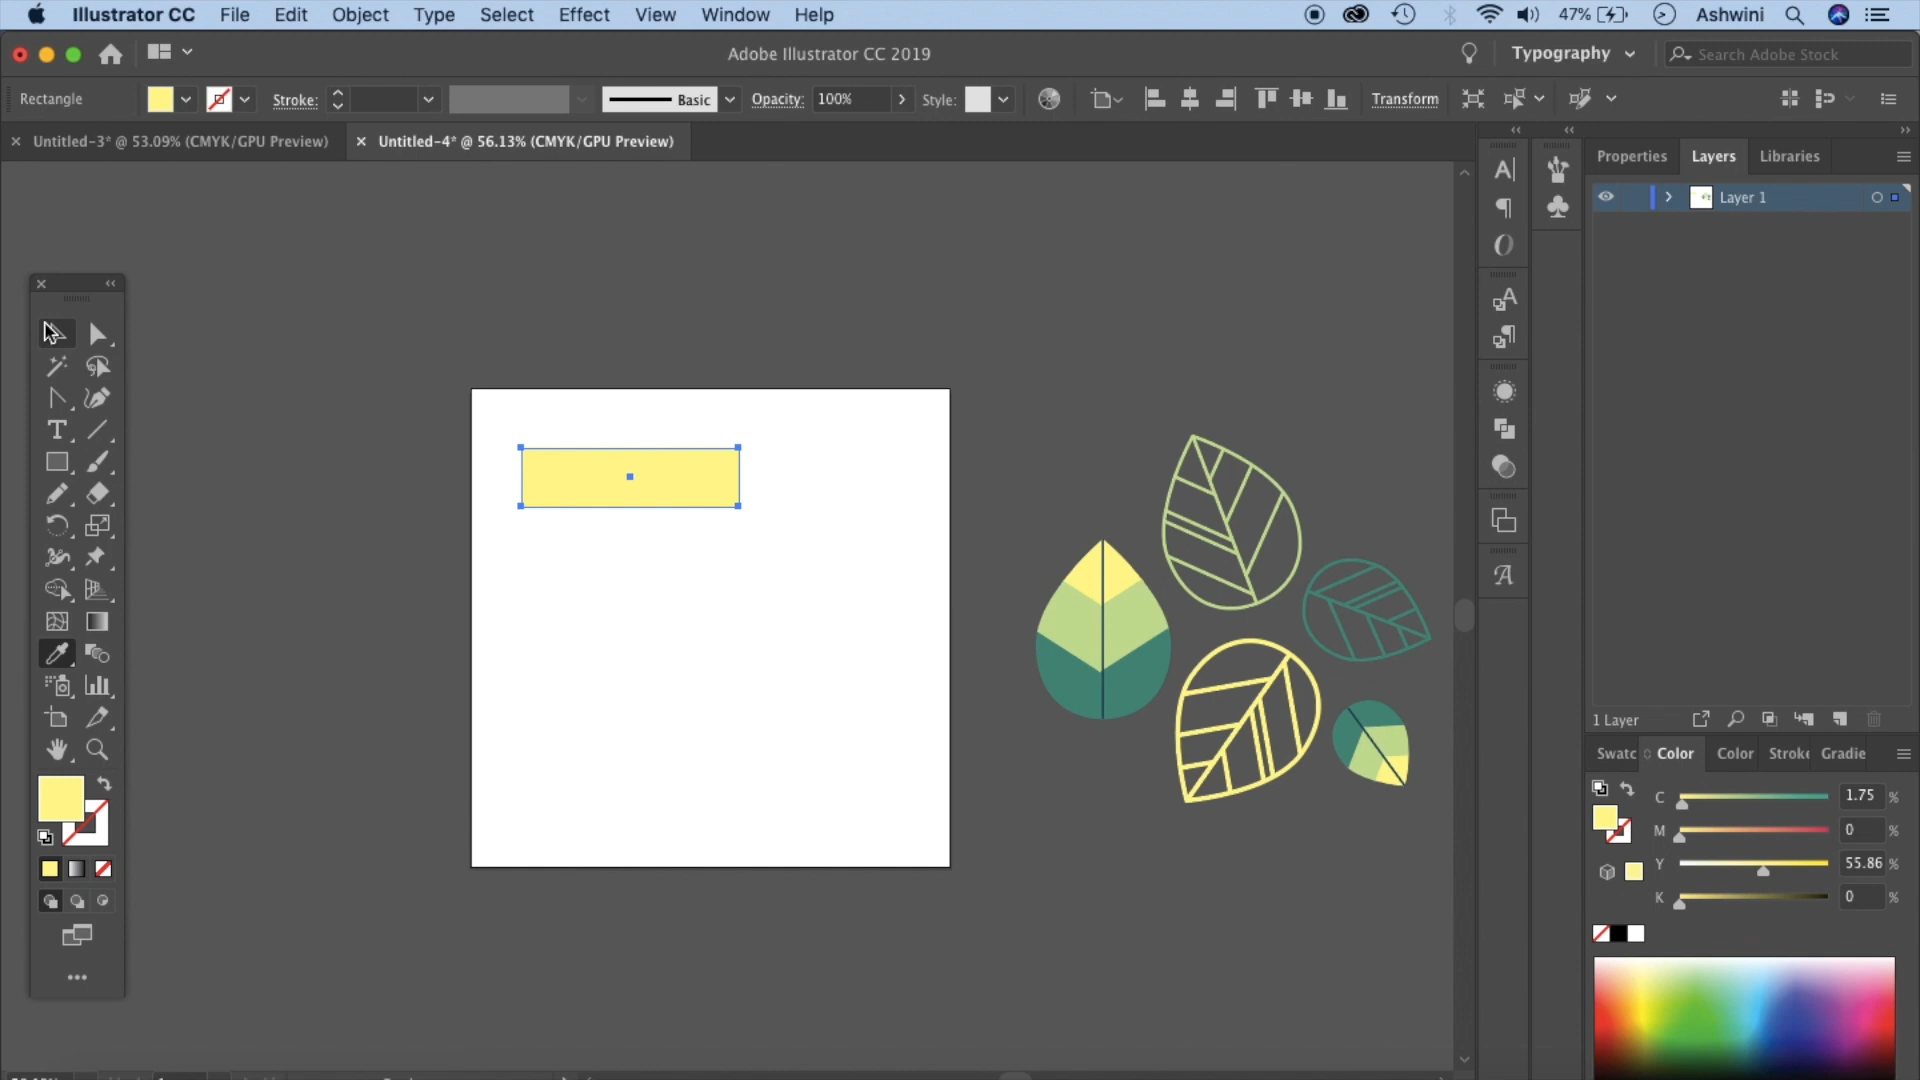 Illustrator CC File Edit Object Type Select Effect View Window Help 47% Ashwini
Adobe Illustrator CC 2019 Typography Search Adobe Stock
Rectangle Stroke: Basic Opacity: 100% Style: Transform
Untitled-3* @ 53.09% (CMYK/GPU Preview) Untitled-4* @ 56.13% (CMYK/GPU Preview)
Properties Layers Libraries
Layer 1
1 Layer
Swatc Color Color Stroke Gradie
C 1.75 %
M 0 %
Y 55.86 %
K 0 %